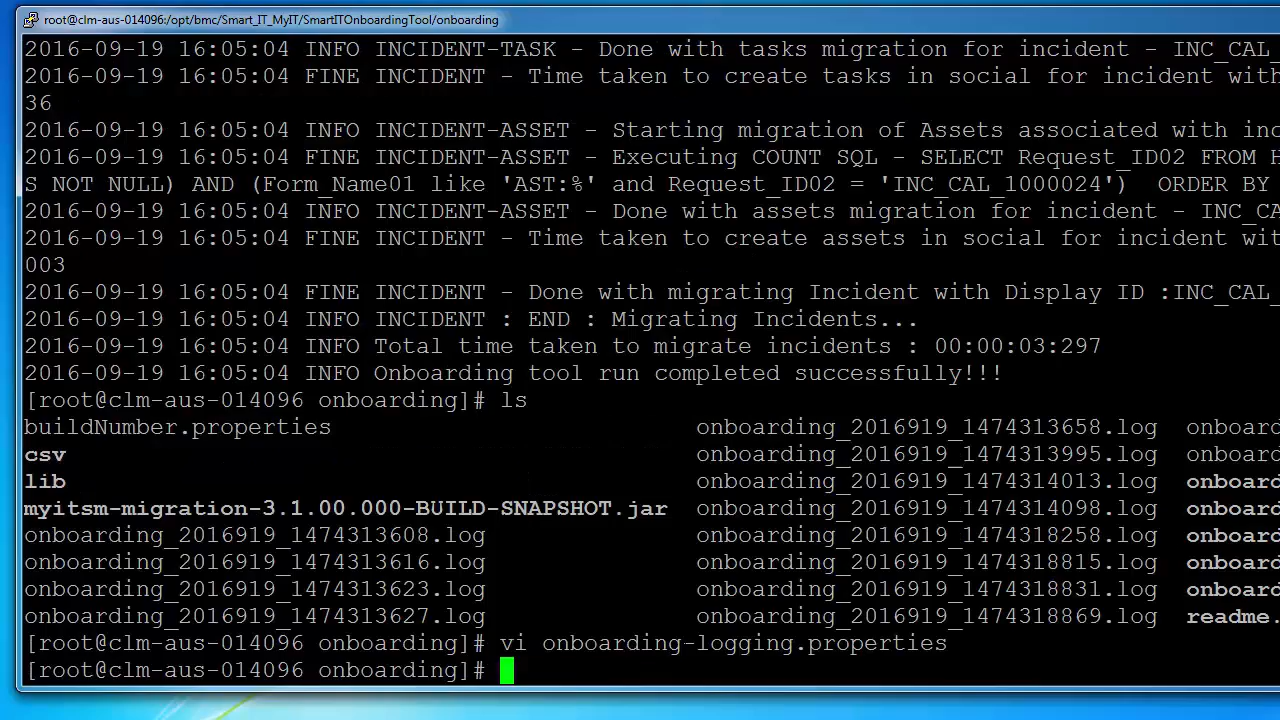 root@clm-aus-014096:/opt/bmc/Smart_IT_MyIT/SmartITOnboardingTool/onboarding
2016-09-19 16:05:04 INFO INCIDENT-TASK - Done with tasks migration for incident - INC_CAL_
2016-09-19 16:05:04 FINE INCIDENT - Time taken to create tasks in social for incident with
36
2016-09-19 16:05:04 INFO INCIDENT-ASSET - Starting migration of Assets associated with inc
2016-09-19 16:05:04 FINE INCIDENT-ASSET - Executing COUNT SQL - SELECT Request_ID02 FROM H
S NOT NULL) AND (Form_Name01 like 'AST:%' and Request_ID02 = 'INC_CAL_1000024')  ORDER BY
2016-09-19 16:05:04 INFO INCIDENT-ASSET - Done with assets migration for incident - INC_CA
2016-09-19 16:05:04 FINE INCIDENT - Time taken to create assets in social for incident wit
003
2016-09-19 16:05:04 FINE INCIDENT - Done with migrating Incident with Display ID :INC_CAL_
2016-09-19 16:05:04 INFO INCIDENT : END : Migrating Incidents...
2016-09-19 16:05:04 INFO Total time taken to migrate incidents : 00:00:03:297
2016-09-19 16:05:04 INFO Onboarding tool run completed successfully!!!
[root@clm-aus-014096 onboarding]# ls
buildNumber.properties onboarding_2016919_1474313658.log onboard
csv onboarding_2016919_1474313995.log onboard
lib onboarding_2016919_1474314013.log onboard
myitsm-migration-3.1.00.000-BUILD-SNAPSHOT.jar onboarding_2016919_1474314098.log onboard
onboarding_2016919_1474313608.log onboarding_2016919_1474318258.log onboard
onboarding_2016919_1474313616.log onboarding_2016919_1474318815.log onboard
onboarding_2016919_1474313623.log onboarding_2016919_1474318831.log onboard
onboarding_2016919_1474313627.log onboarding_2016919_1474318869.log readme.
[root@clm-aus-014096 onboarding]# vi onboarding-logging.properties
[root@clm-aus-014096 onboarding]#